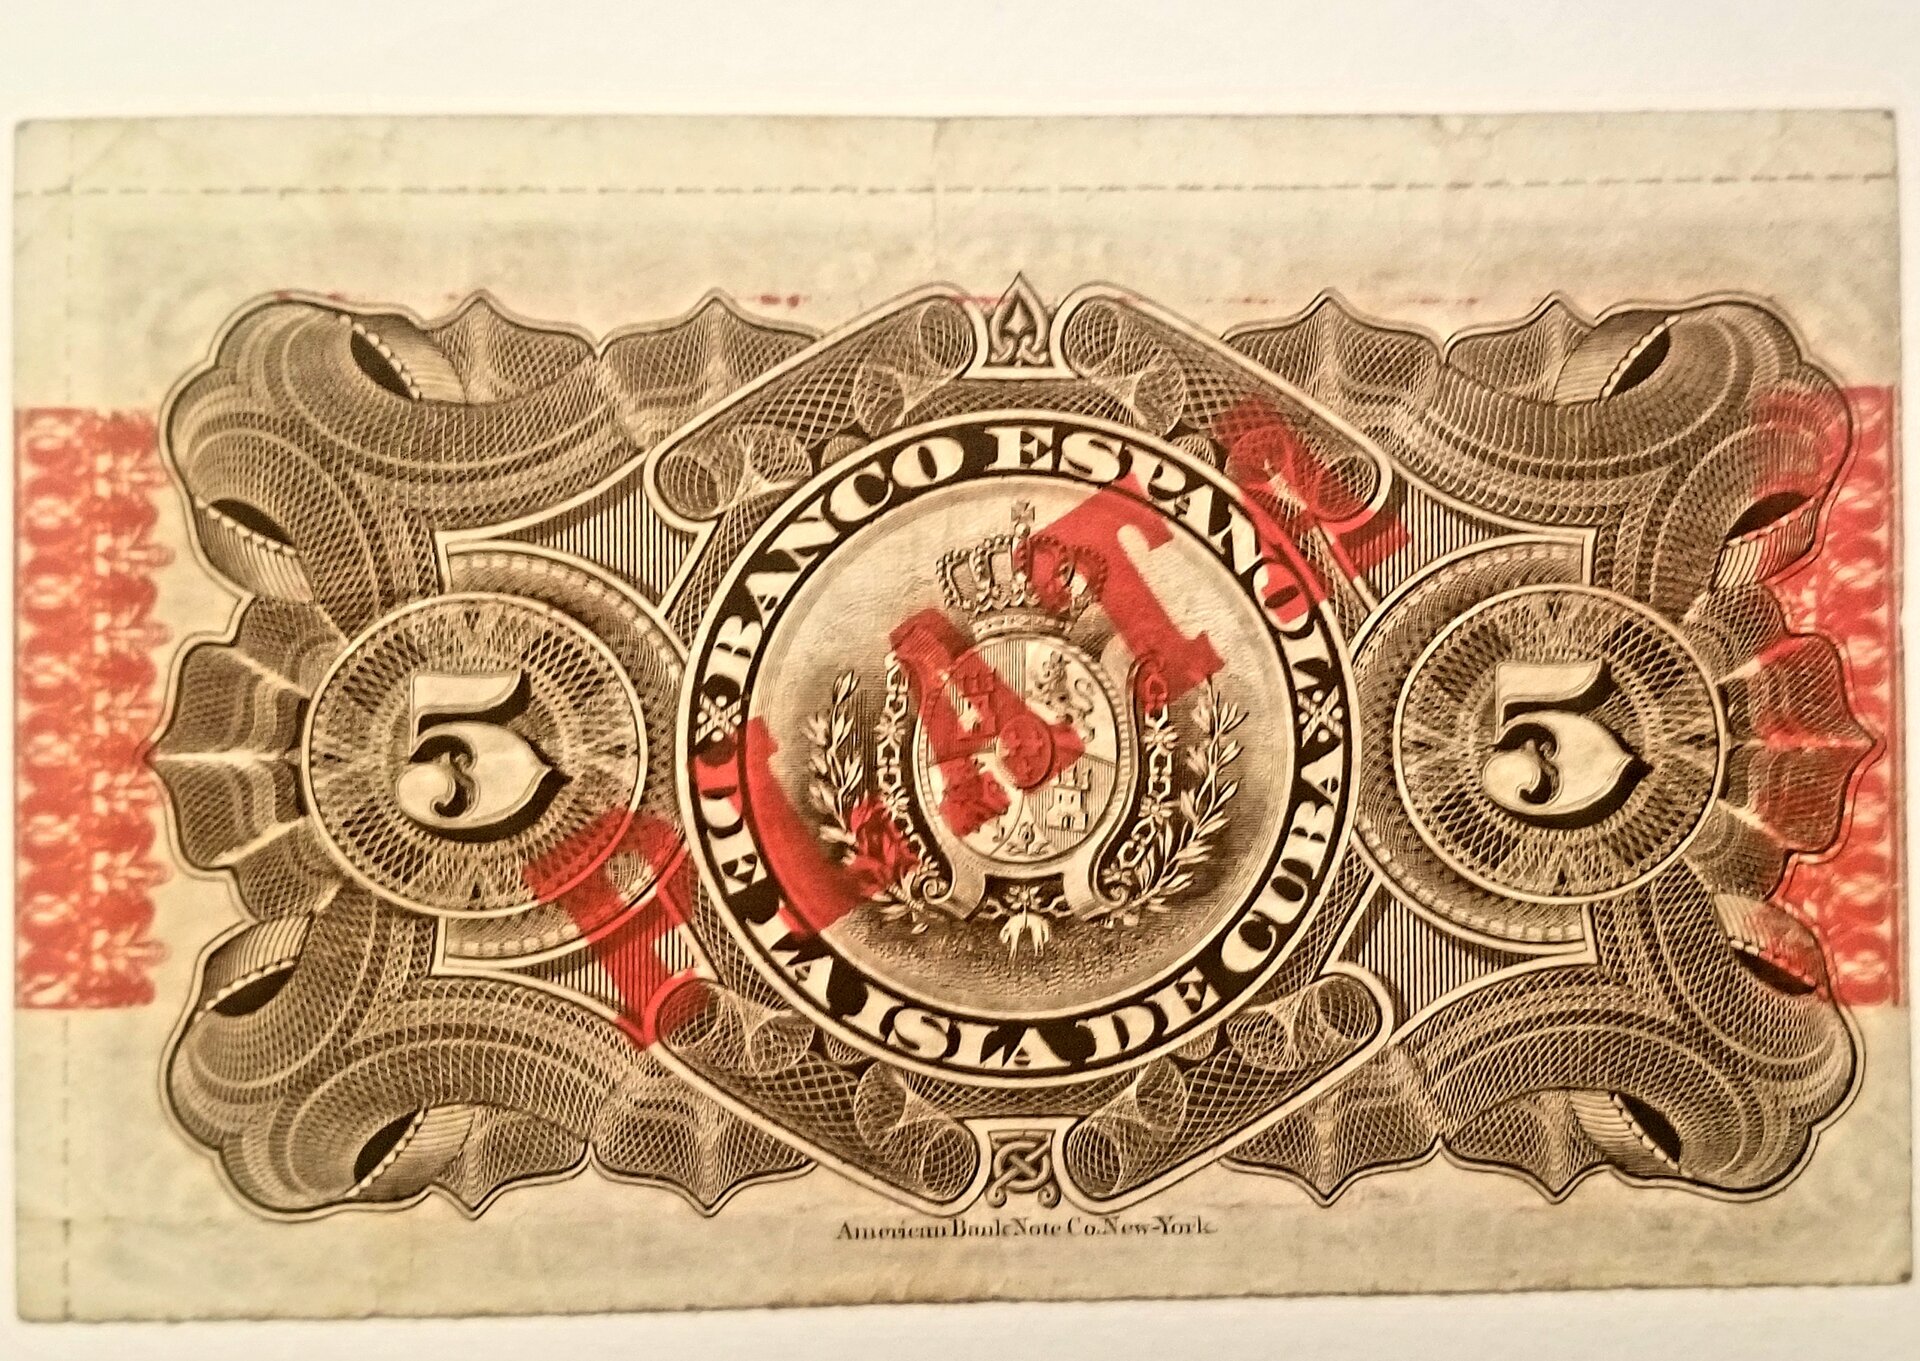 BANCO ESPAÑOL
DE LA ISLA DE CUBA
5
5
PLATA
American Bank Note Co. New-York.